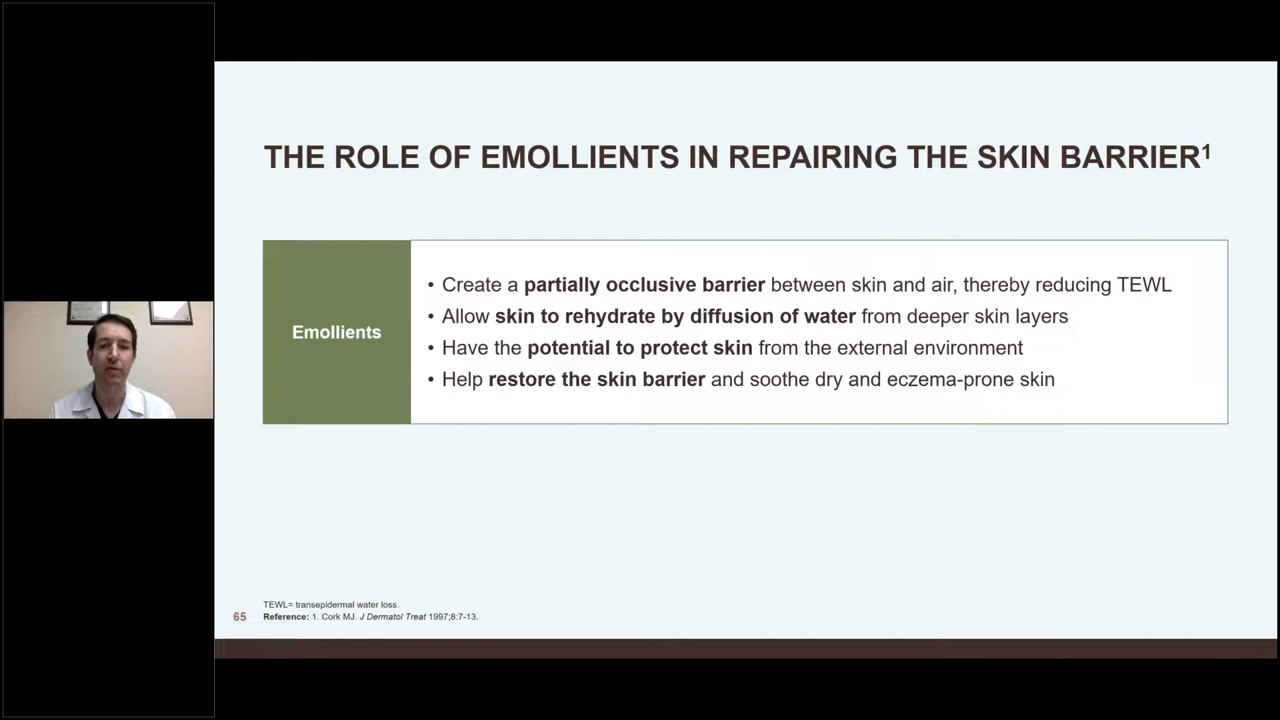 THE ROLE OF EMOLLIENTS IN REPAIRING THE SKIN BARRIER¹
Emollients
• Create a partially occlusive barrier between skin and air, thereby reducing TEWL
• Allow skin to rehydrate by diffusion of water from deeper skin layers
• Have the potential to protect skin from the external environment
• Help restore the skin barrier and soothe dry and eczema-prone skin
TEWL= transepidermal water loss.
65
Reference: 1. Cork MJ. J Dermatol Treat 1997;8:7-13.